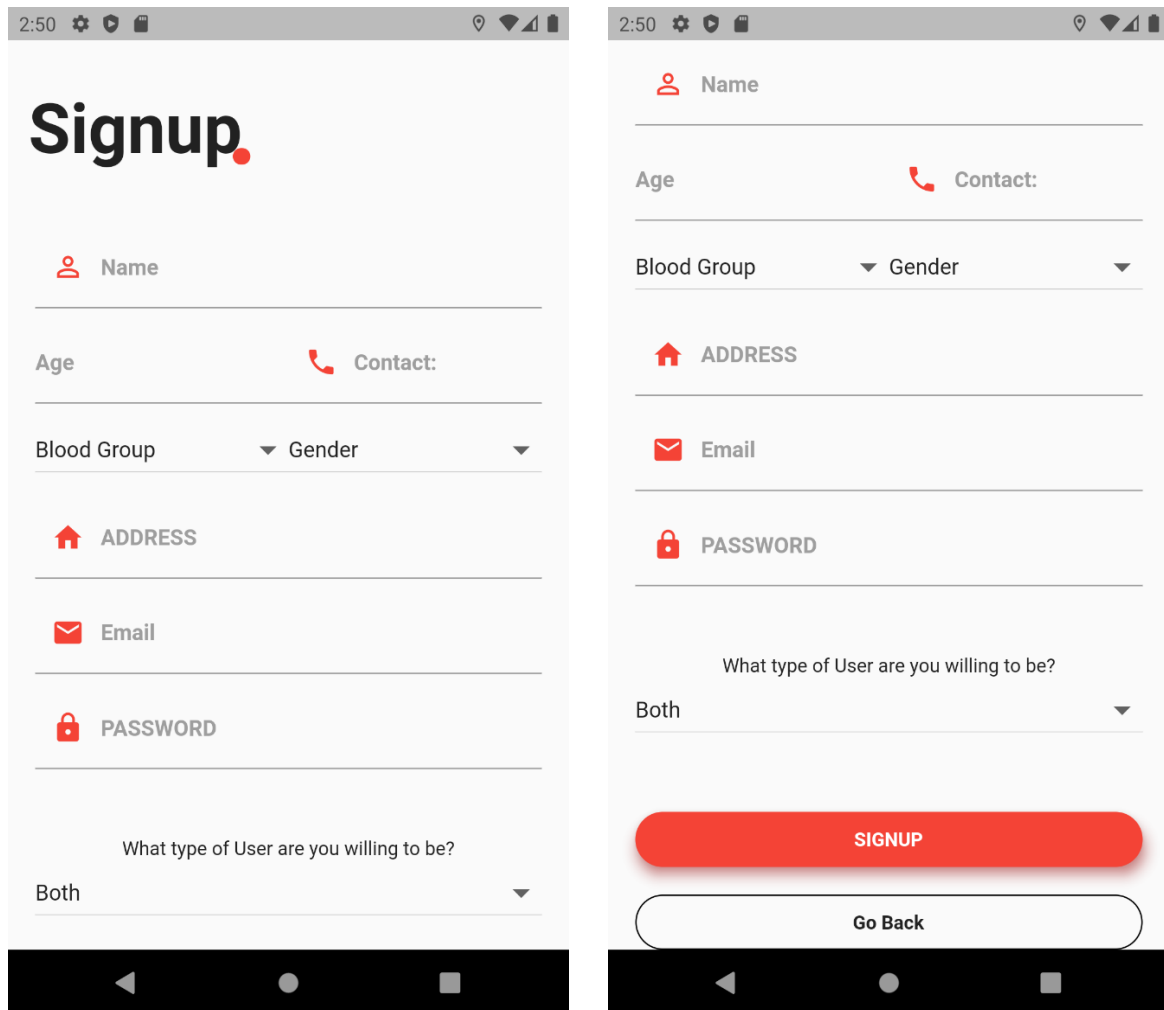 2:50
Signup.
Name
Age Contact:
Blood Group Gender
ADDRESS
Email
PASSWORD
What type of User are you willing to be?
Both
2:50
Name
Age Contact:
Blood Group Gender
ADDRESS
Email
PASSWORD
What type of User are you willing to be?
Both
SIGNUP
Go Back